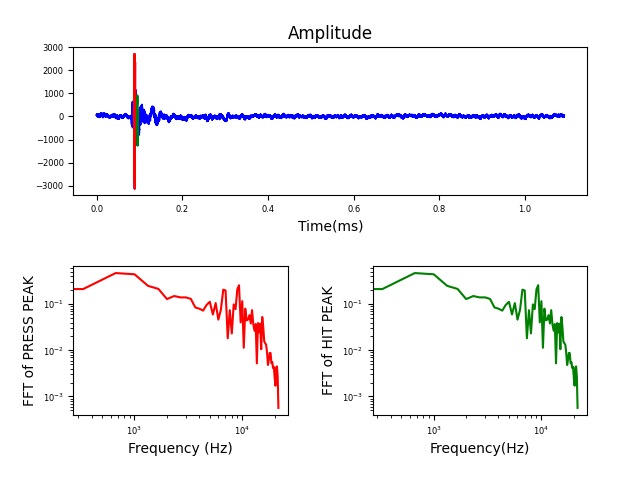 Amplitude
3000
2000
1000
0
−1000
−2000
−3000
0.0 0.2 0.4 0.6 0.8 1.0
Time(ms)
FFT of PRESS PEAK
10⁻¹
10⁻²
10⁻³
10³ 10⁴
Frequency (Hz)
FFT of HIT PEAK
10⁻¹
10⁻²
10⁻³
10³ 10⁴
Frequency(Hz)